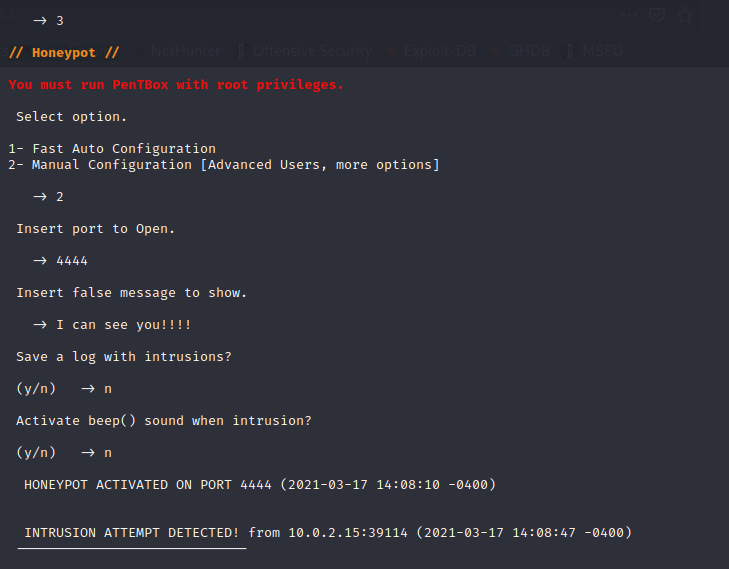 → 3
// Honeypot //
NetHunter Offensive Security Exploit-DB GHDB MSFU
You must run PenTBox with root privileges.
Select option.
1- Fast Auto Configuration
2- Manual Configuration [Advanced Users, more options]
→ 2
Insert port to Open.
→ 4444
Insert false message to show.
→ I can see you!!!!
Save a log with intrusions?
(y/n) → n
Activate beep() sound when intrusion?
(y/n) → n
HONEYPOT ACTIVATED ON PORT 4444 (2021-03-17 14:08:10 -0400)
INTRUSION ATTEMPT DETECTED! from 10.0.2.15:39114 (2021-03-17 14:08:47 -0400)